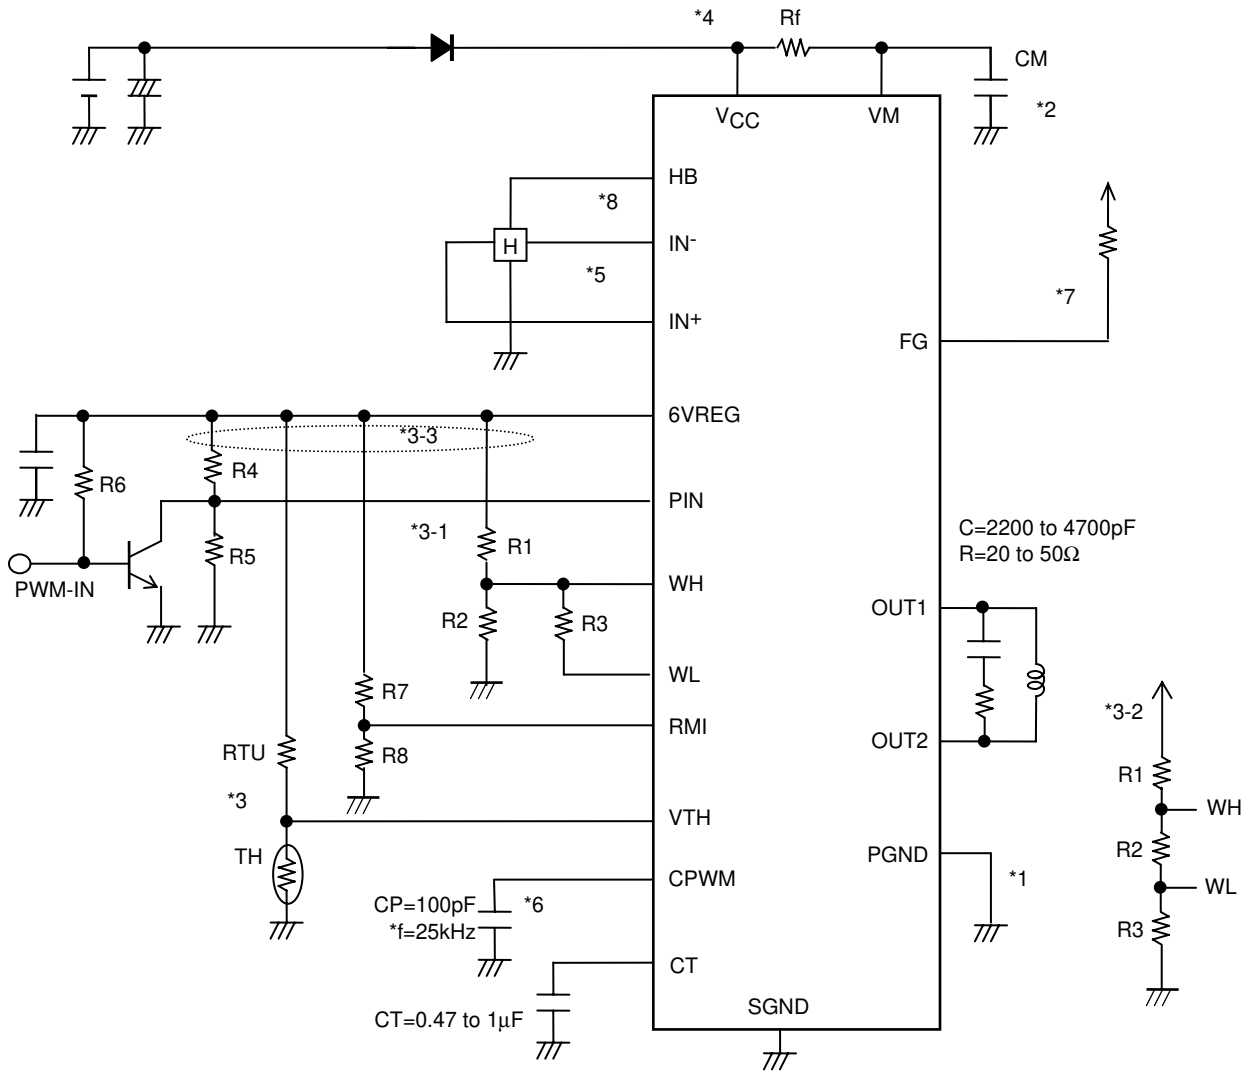 *4
Rf
CM
*2
VCC
VM
HB
*8
IN-
H
*5
IN+
*7
FG
6VREG
*3-3
R4
R6
PIN
*3-1
R1
R5
C=2200 to 4700pF
R=20 to 50Ω
PWM-IN
WH
R2
R3
OUT1
WL
R7
RMI
*3-2
RTU
R8
OUT2
R1
*3
VTH
WH
TH
R2
PGND
CPWM
*1
WL
CP=100pF
*6
*f=25kHz
R3
CT
SGND
CT=0.47 to 1μF